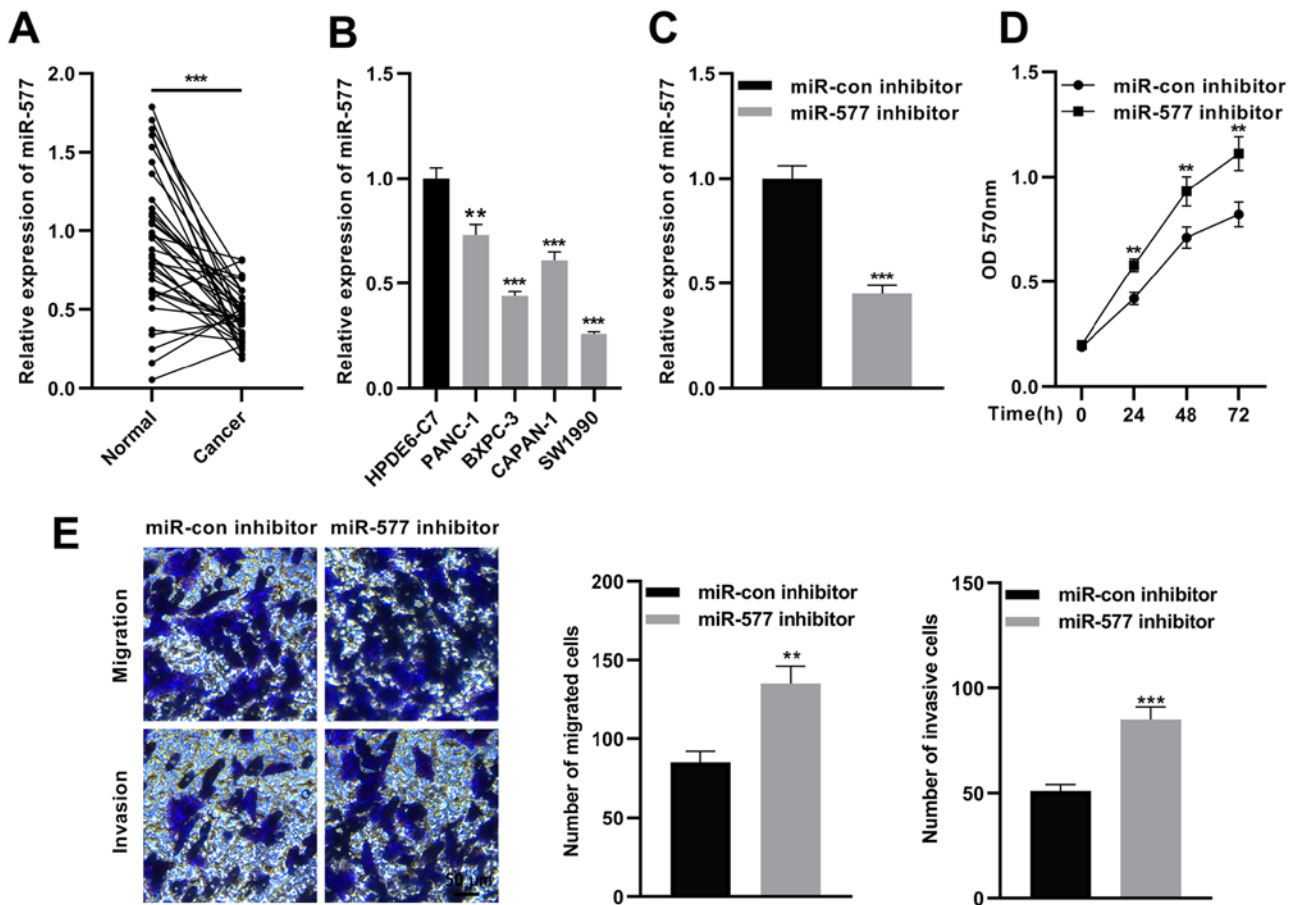 A
Relative expression of miR-577
2.0
1.5
1.0
0.5
0.0
***
Normal
Cancer
B
Relative expression of miR-577
1.5
1.0
0.5
0.0
**
***
***
***
HPDE6-C7
PANC-1
BXPC-3
CAPAN-1
SW1990
C
Relative expression of miR-577
1.5
1.0
0.5
0.0
miR-con inhibitor
miR-577 inhibitor
***
D
OD 570nm
1.5
1.0
0.5
0.0
miR-con inhibitor
miR-577 inhibitor
**
**
**
Time(h)
0
24
48
72
E
miR-con inhibitor
miR-577 inhibitor
Migration
Invasion
50 μm
Number of migrated cells
200
150
100
50
0
miR-con inhibitor
miR-577 inhibitor
**
Number of invasive cells
150
100
50
0
miR-con inhibitor
miR-577 inhibitor
***